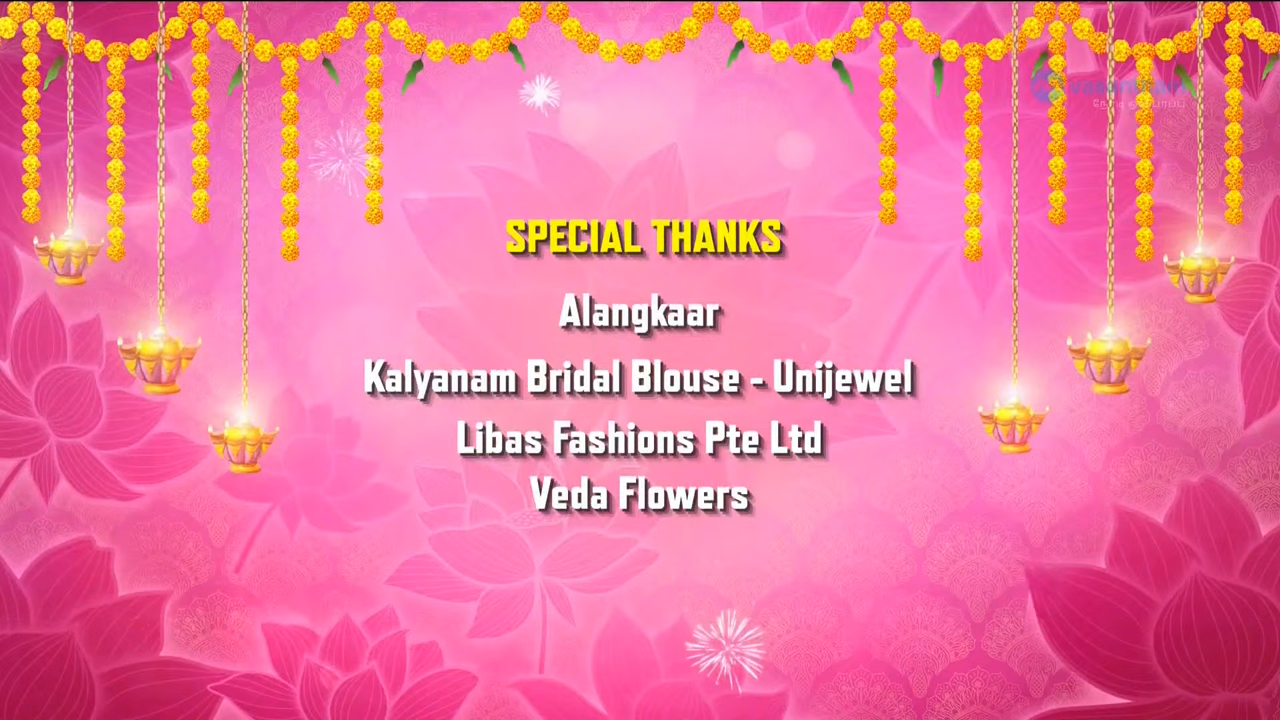 SPECIAL THANKS
Alangkaar
Kalyanam Bridal Blouse - Unijewel
Libas Fashions Pte Ltd
Veda Flowers